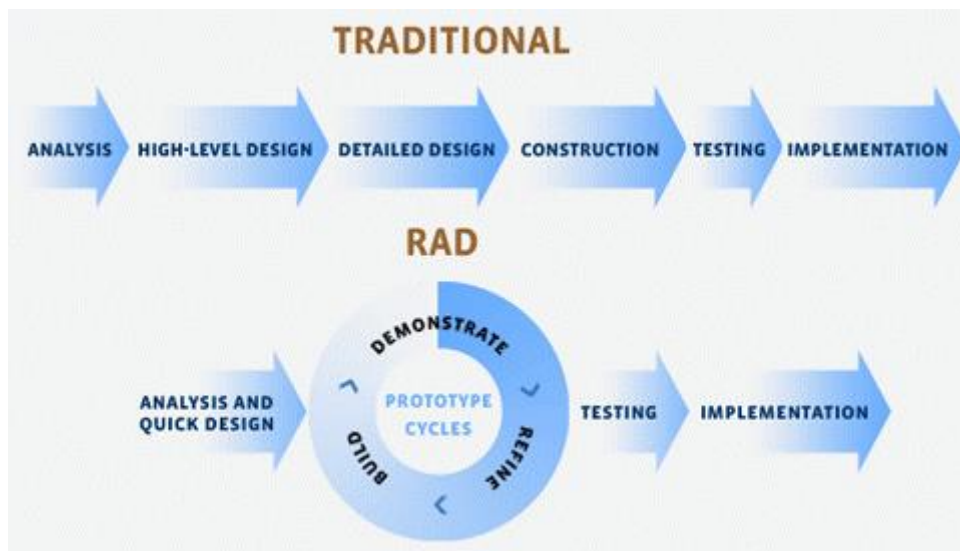 TRADITIONAL
ANALYSIS
HIGH-LEVEL DESIGN
DETAILED DESIGN
CONSTRUCTION
TESTING
IMPLEMENTATION
RAD
ANALYSIS AND
QUICK DESIGN
DEMONSTRATE
REFINE
BUILD
PROTOTYPE
CYCLES
TESTING
IMPLEMENTATION